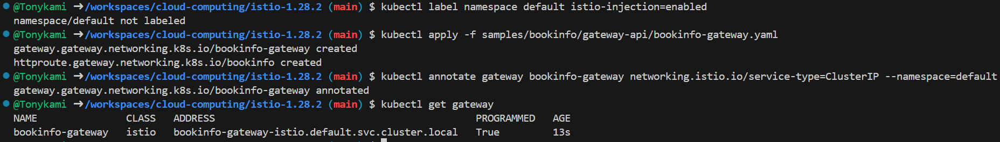 @Tonykami ➜/workspaces/cloud-computing/istio-1.28.2 (main) $ kubectl label namespace default istio-injection=enabled
namespace/default not labeled
@Tonykami ➜/workspaces/cloud-computing/istio-1.28.2 (main) $ kubectl apply -f samples/bookinfo/gateway-api/bookinfo-gateway.yaml
gateway.gateway.networking.k8s.io/bookinfo-gateway created
httproute.gateway.networking.k8s.io/bookinfo created
@Tonykami ➜/workspaces/cloud-computing/istio-1.28.2 (main) $ kubectl annotate gateway bookinfo-gateway networking.istio.io/service-type=ClusterIP --namespace=default
gateway.gateway.networking.k8s.io/bookinfo-gateway annotated
@Tonykami ➜/workspaces/cloud-computing/istio-1.28.2 (main) $ kubectl get gateway
NAME CLASS ADDRESS PROGRAMMED AGE
bookinfo-gateway istio bookinfo-gateway-istio.default.svc.cluster.local True 13s